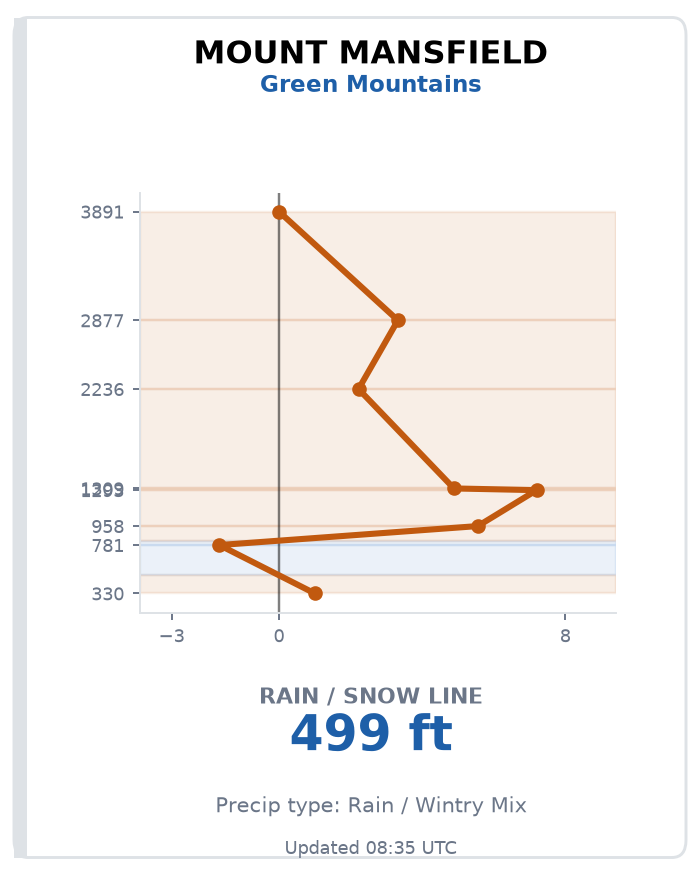 MOUNT MANSFIELD
Green Mountains
3891
2877
2236
958
781
330
−3 0 8
RAIN / SNOW LINE
499 ft
Precip type: Rain / Wintry Mix
Updated 08:35 UTC